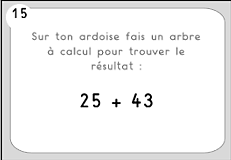 15
Sur ton ardoise fais un arbre
à calcul pour trouver le
résultat :
25 + 43